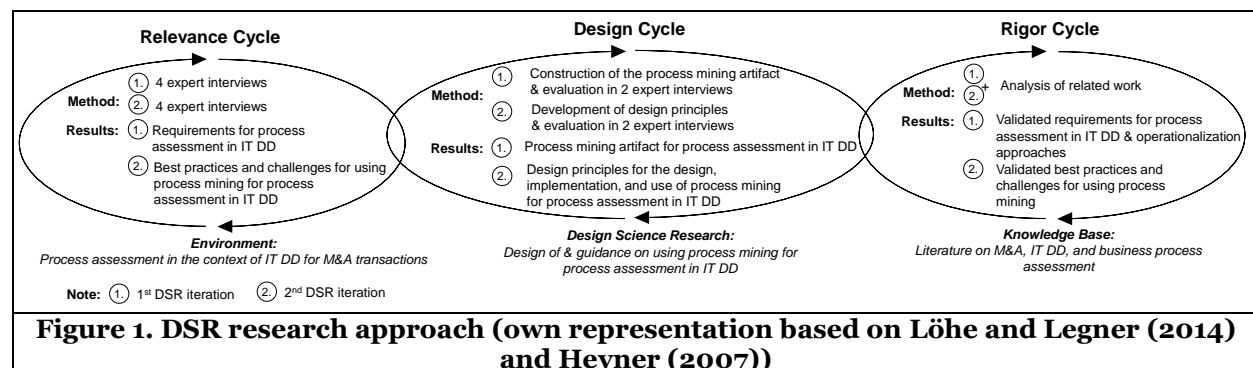 Relevance Cycle
1. 4 expert interviews
Method: 2. 4 expert interviews
Results: 1. Requirements for process
assessment in IT DD
2. Best practices and challenges for using
process mining for process
assessment in IT DD
Environment:
Process assessment in the context of IT DD for M&A transactions
Design Cycle
1. Construction of the process mining artifact
Method: & evaluation in 2 expert interviews
2. Development of design principles
& evaluation in 2 expert interviews
Results: 1. Process mining artifact for process assessment in IT DD
2. Design principles for the design,
implementation, and use of process mining
for process assessment in IT DD
Design Science Research:
Design of & guidance on using process mining for
process assessment in IT DD
Rigor Cycle
Method: 1. + 2. Analysis of related work
Results: 1. Validated requirements for process
assessment in IT DD & operationalization
approaches
2. Validated best practices and
challenges for using process
mining
Knowledge Base:
Literature on M&A, IT DD, and business process
assessment
Note: 1. 1st DSR iteration 2. 2nd DSR iteration
Figure 1. DSR research approach (own representation based on Löhe and Legner (2014)
and Hevner (2007))